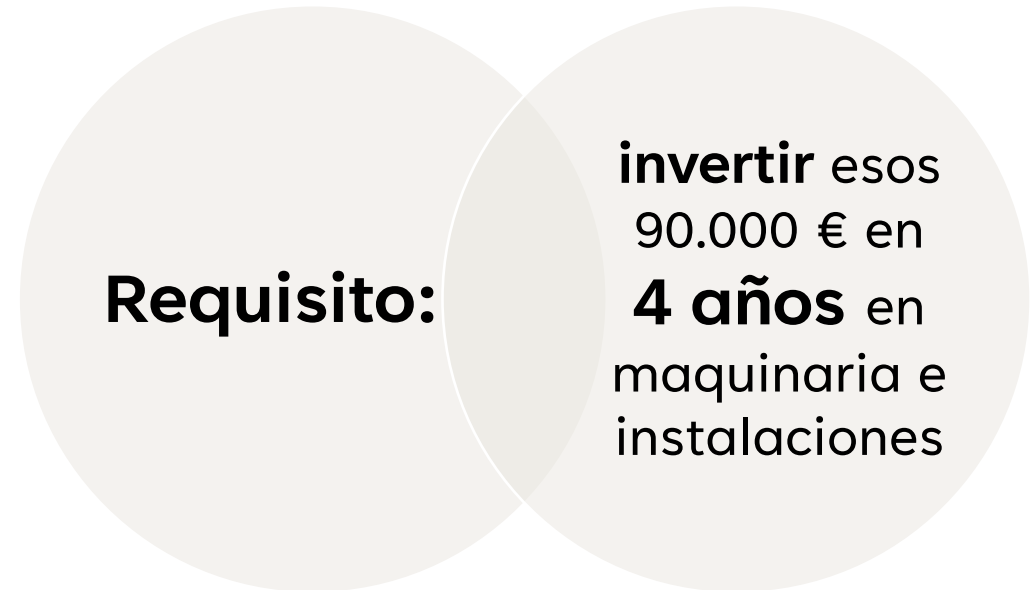 Requisito:
invertir esos
90.000 € en
4 años en
maquinaria e
instalaciones